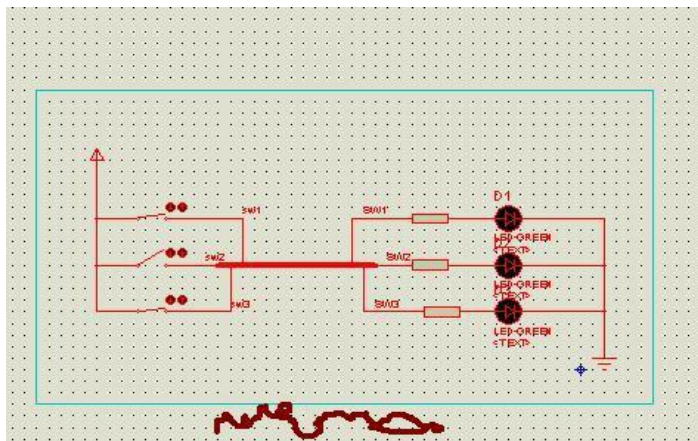 D1
SW1
SW1
LED-GREEN
<TEXT>
SW2
SW2
LED-GREEN
<TEXT>
SW3
SW3
LED-GREEN
<TEXT>